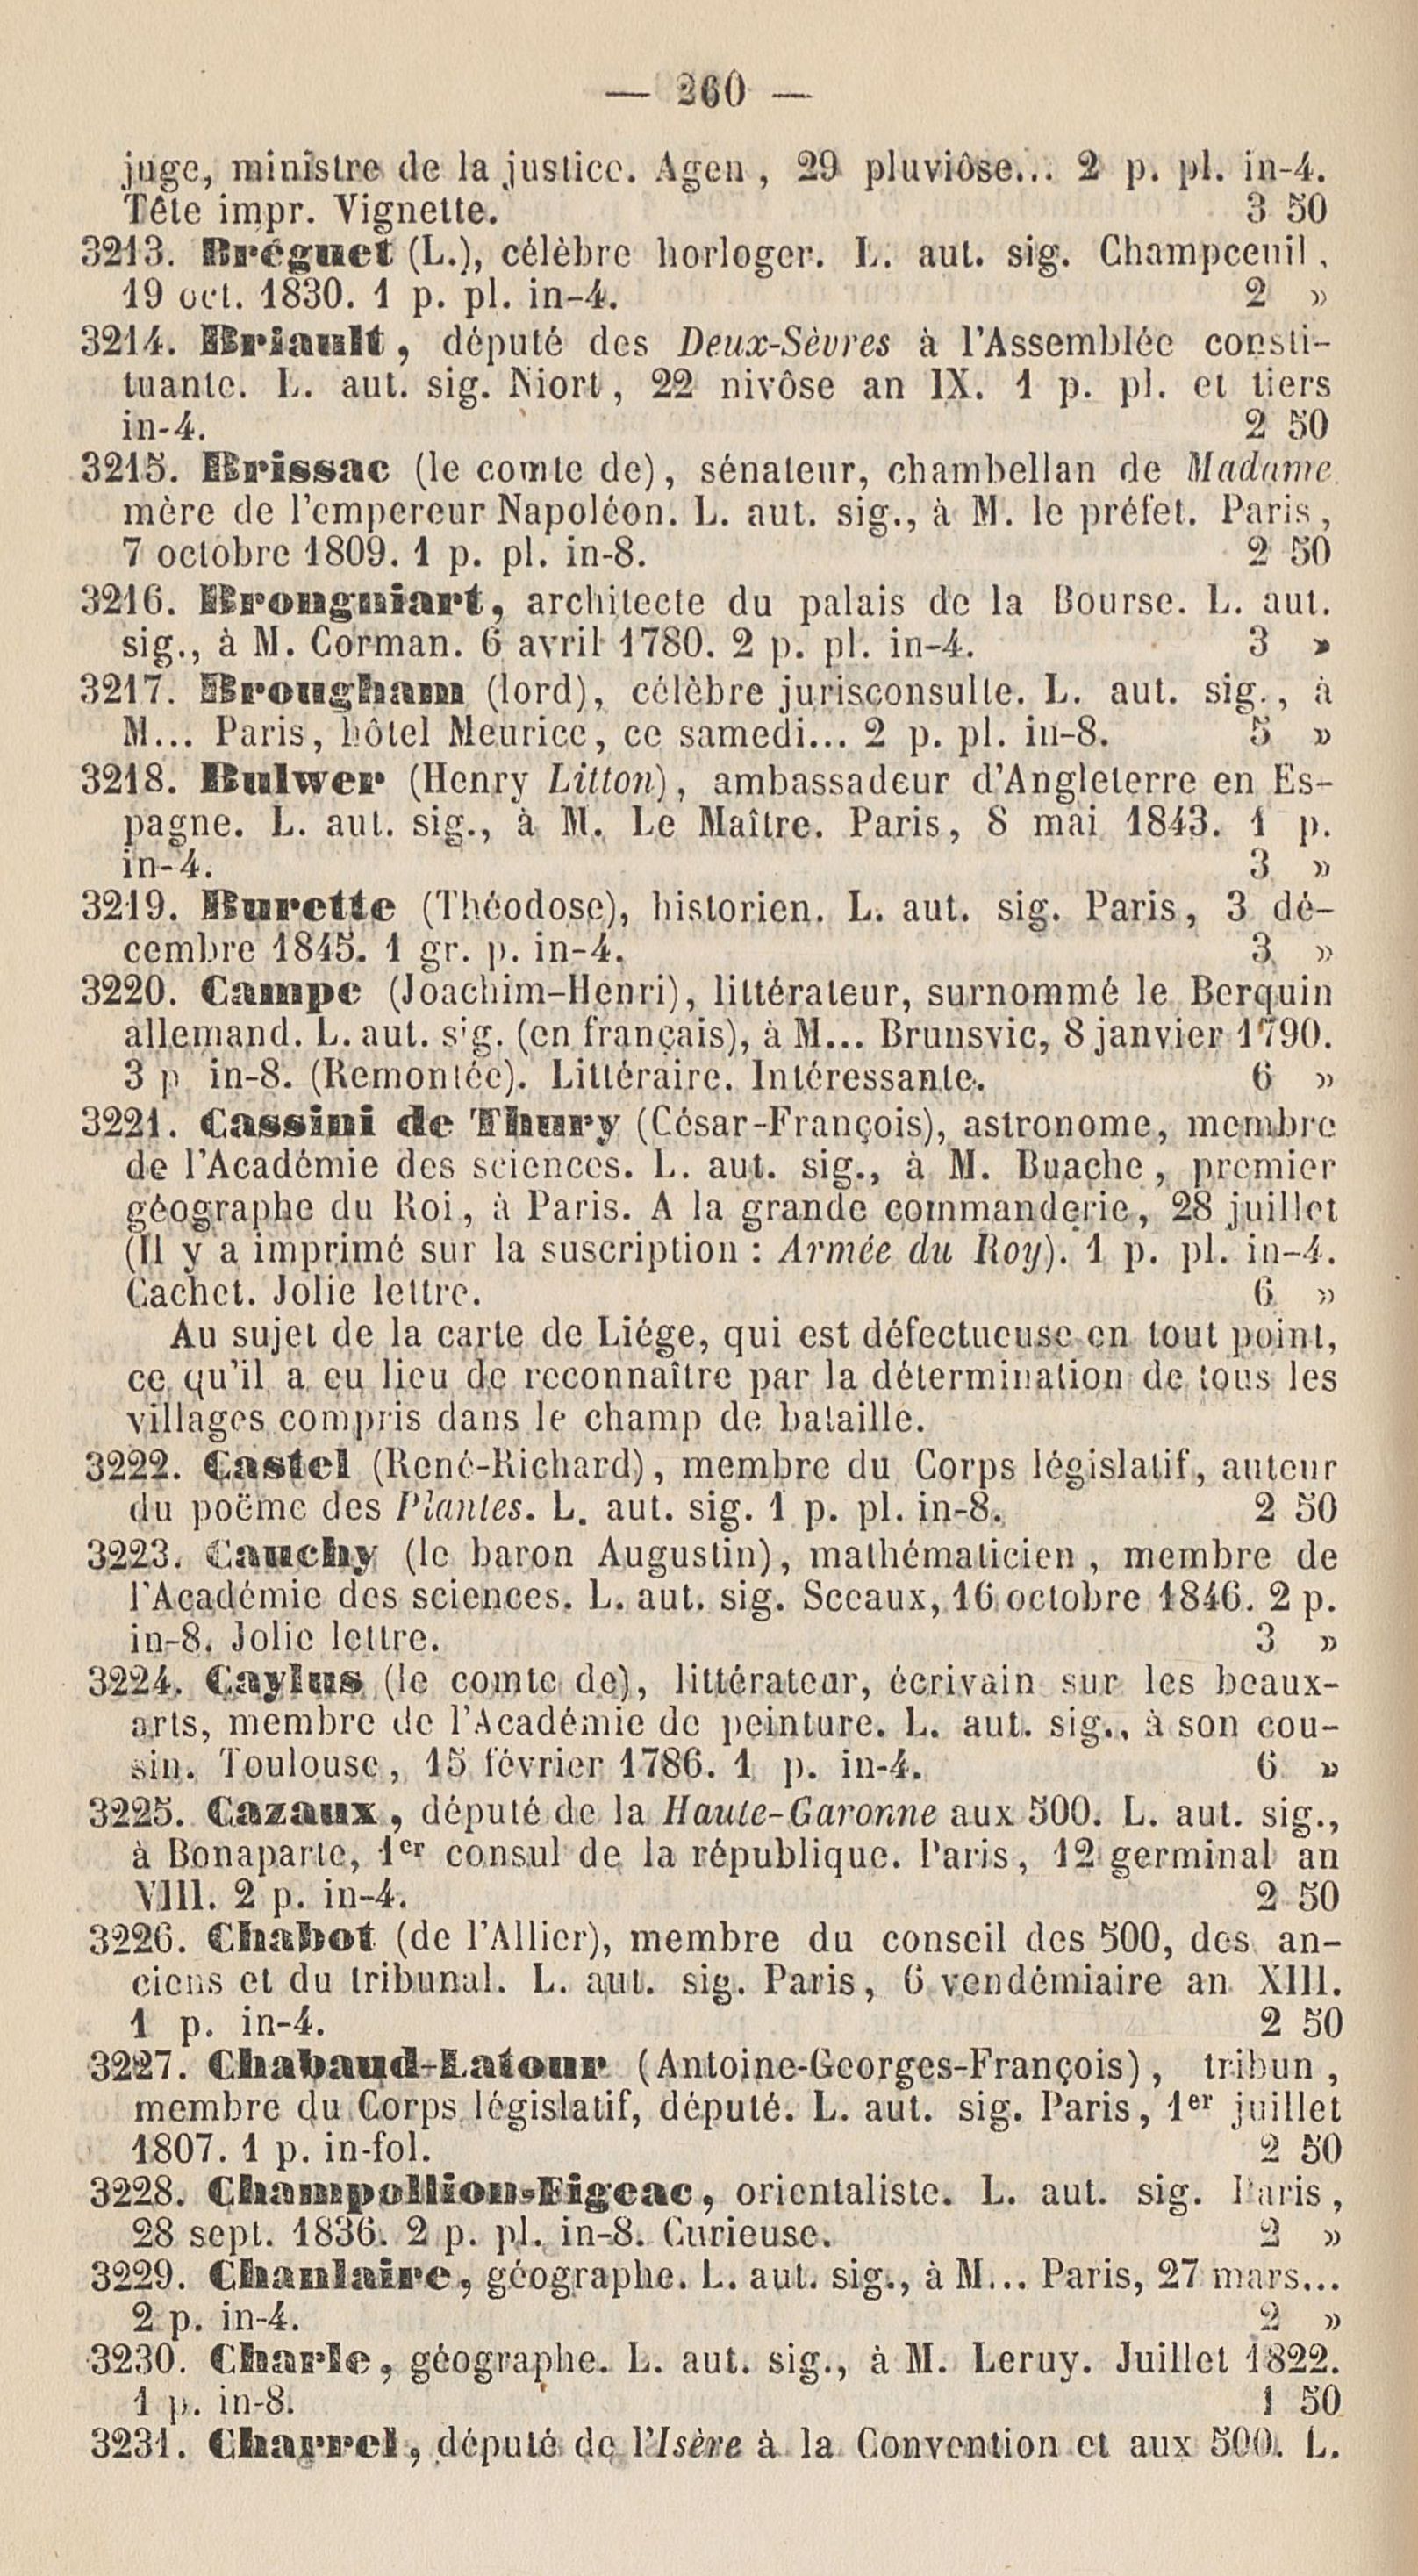 — 260 —
juge, ministre de la justice. Agen, 29 pluviôse... 2 p. pl. in-4.
Tête impr. Vignette. 3 50
3213. Bréguet (L.), célèbre horloger. L. aut. sig. Champceuil,
19 oct. 1830. 1 p. pl. in-4. 2 »
3214. Briault, député des Deux-Sèvres à l'Assemblée consti-
tuante. L. aut. sig. Niort, 22 nivôse an IX. 1 p. pl. et tiers
in-4. 2 50
3215. Brissac (le comte de), sénateur, chambellan de Madame
mère de l'empereur Napoléon. L. aut. sig., à M. le préfet. Paris,
7 octobre 1809. 1 p. pl. in-8. 2 50
3216. Brongniart, architecte du palais de la Bourse. L. aut.
sig., à M. Corman. 6 avril 1780. 2 p. pl. in-4. 3 »
3217. Brougham (lord), célèbre jurisconsulte. L. aut. sig., à
M... Paris, hôtel Meurice, ce samedi... 2 p. pl. in-8. 5 »
3218. Bulwer (Henry Litton), ambassadeur d'Angleterre en Es-
pagne. L. aut. sig., à M. Le Maître. Paris, 8 mai 1843. 1 p.
in-4. 3 »
3219. Burette (Théodose), historien. L. aut. sig. Paris, 3 dé-
cembre 1845. 1 gr. p. in-4. 3 »
3220. Campe (Joachim-Henri), littérateur, surnommé le Berquin
allemand. L. aut. sig. (en français), à M... Brunsvic, 8 janvier 1790.
3 p in-8. (Remontée). Littéraire. Intéressante. 6 »
3221. Cassini de Thury (César-François), astronome, membre
de l'Académie des sciences. L. aut. sig., à M. Buache, premier
géographe du Roi, à Paris. A la grande commanderie, 28 juillet
(Il y a imprimé sur la suscription : Armée du Roy). 1 p. pl. in-4.
Cachet. Jolie lettre. 6 »
Au sujet de la carte de Liége, qui est défectueuse en tout point,
ce qu'il a eu lieu de reconnaître par la détermination de tous les
villages compris dans le champ de bataille.
3222. Castel (René-Richard), membre du Corps législatif, auteur
du poëme des Plantes. L. aut. sig. 1 p. pl. in-8. 2 50
3223. Cauchy (le baron Augustin), mathématicien, membre de
l'Académie des sciences. L. aut. sig. Sceaux, 16 octobre 1846. 2 p.
in-8. Jolie lettre. 3 »
3224. Caylus (le comte de), littérateur, écrivain sur les beaux-
arts, membre de l'Académie de peinture. L. aut. sig., à son cou-
sin. Toulouse, 15 février 1786. 1 p. in-4. 6 »
3225. Cazaux, député de la Haute-Garonne aux 500. L. aut. sig.,
à Bonaparte, 1er consul de la république. Paris, 12 germinal an
VIII. 2 p. in-4. 2 50
3226. Chabot (de l'Allier), membre du conseil des 500, des an-
ciens et du tribunal. L. aut. sig. Paris, 6 vendémiaire an XIII.
1 p. in-4. 2 50
3227. Chabaud-Latour (Antoine-Georges-François), tribun,
membre du Corps législatif, député. L. aut. sig. Paris, 1er juillet
1807. 1 p. in-fol. 2 50
3228. Champollion-Figeac, orientaliste. L. aut. sig. Paris,
28 sept. 1836. 2 p. pl. in-8. Curieuse. 2 »
3229. Chanlaire, géographe. L. aut. sig., à M... Paris, 27 mars...
2 p. in-4. 2 »
3230. Charle, géographe. L. aut. sig., à M. Leruy. Juillet 1822.
1 p. in-8. 1 50
3231. Charrel, député de l'Isère à la Convention et aux 500. L.